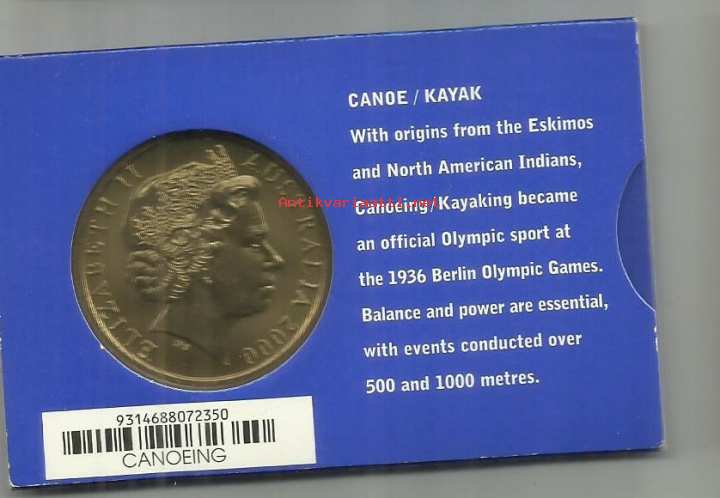 CANOE / KAYAK
With origins from the Eskimos
and North American Indians,
Canoeing/Kayaking became
an official Olympic sport at
the 1936 Berlin Olympic Games.
Balance and power are essential,
with events conducted over
500 and 1000 metres.
ELIZABETH II AUSTRALIA 2000
Antikvariaatti.net
9314688072350
CANOEING